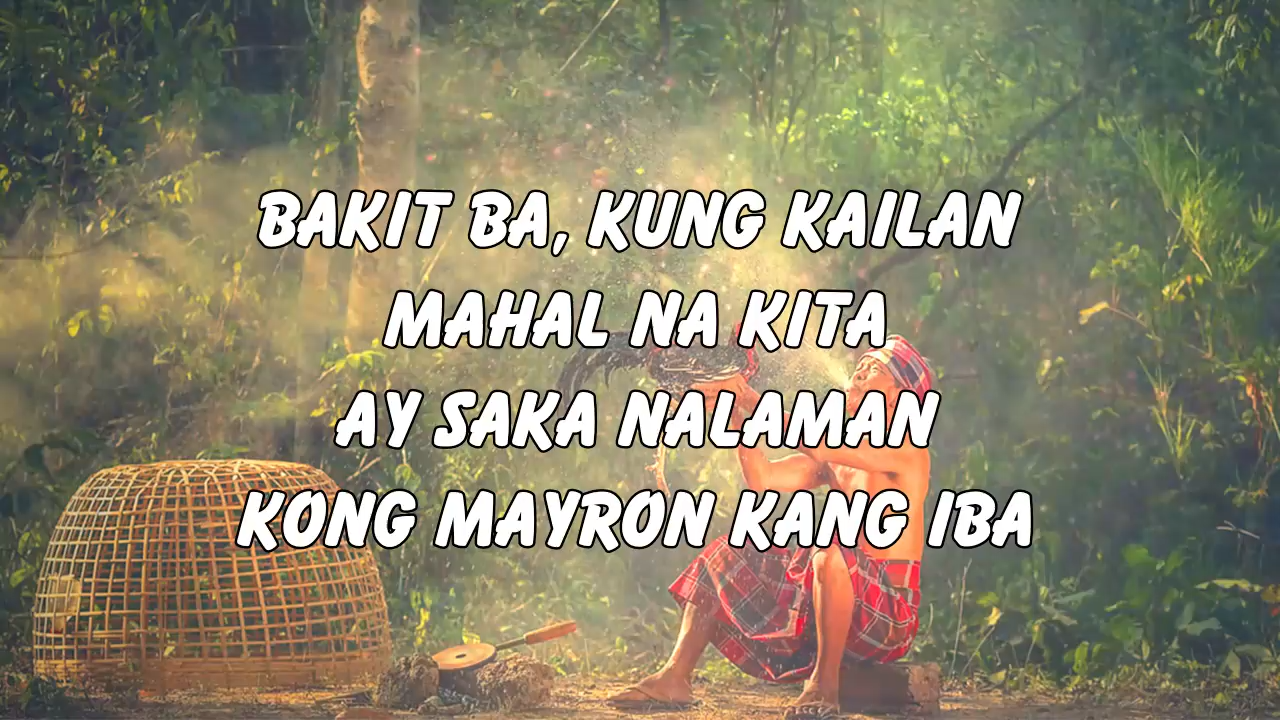 BAKIT BA, KUNG KAILAN
MAHAL NA KITA
AY SAKA NALAMAN
KONG MAYRON KANG IBA